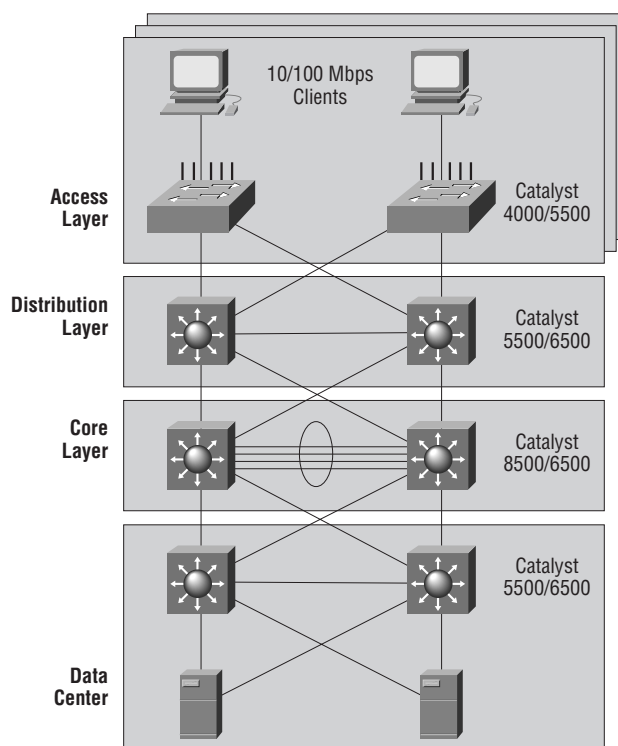 10/100 Mbps
Clients
Access
Layer
Catalyst
4000/5500
Distribution
Layer
Catalyst
5500/6500
Core
Layer
Catalyst
8500/6500
Catalyst
5500/6500
Data
Center